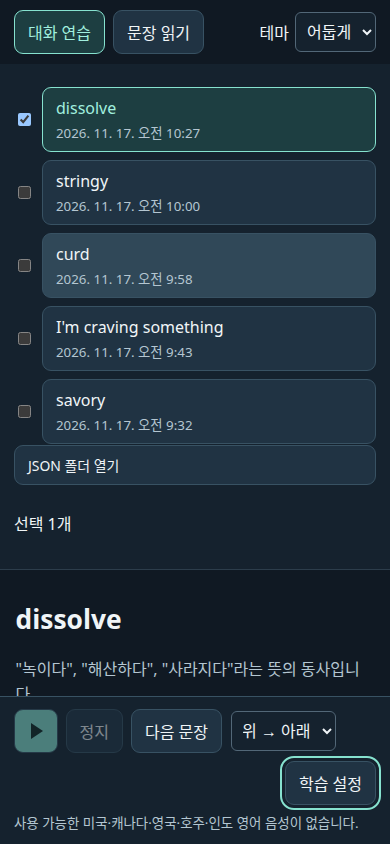 대화 연습 문장 읽기 테마 어둡게
dissolve
2026. 11. 17. 오전 10:27
stringy
2026. 11. 17. 오전 10:00
curd
2026. 11. 17. 오전 9:58
I'm craving something
2026. 11. 17. 오전 9:43
savory
2026. 11. 17. 오전 9:32
JSON 폴더 열기
선택 1개
dissolve
"녹이다", "해산하다", "사라지다"라는 뜻의 동사입니
다.
정지 다음 문장 위 → 아래
학습 설정
사용 가능한 미국·캐나다·영국·호주·인도 영어 음성이 없습니다.